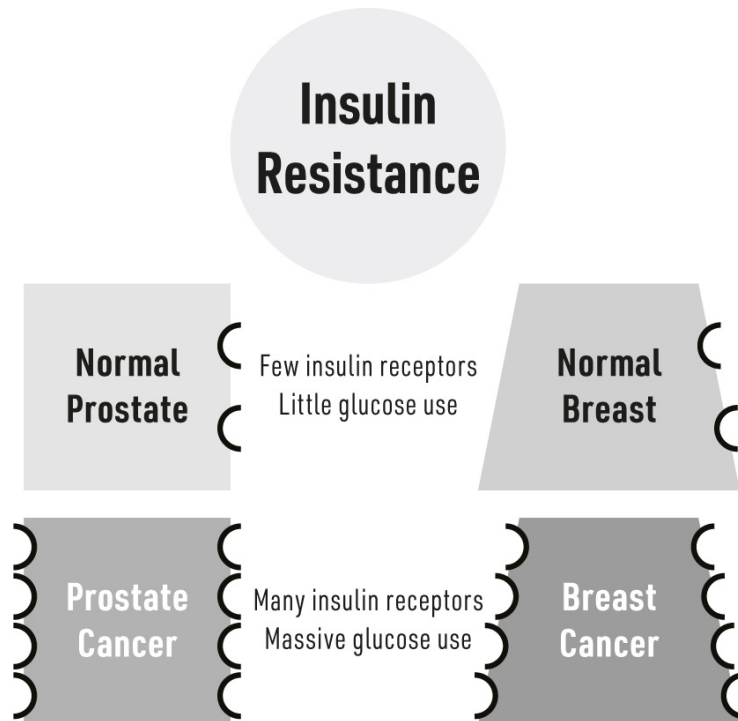 Insulin
Resistance
Normal
Prostate
Few insulin receptors
Little glucose use
Normal
Breast
Prostate
Cancer
Many insulin receptors
Massive glucose use
Breast
Cancer